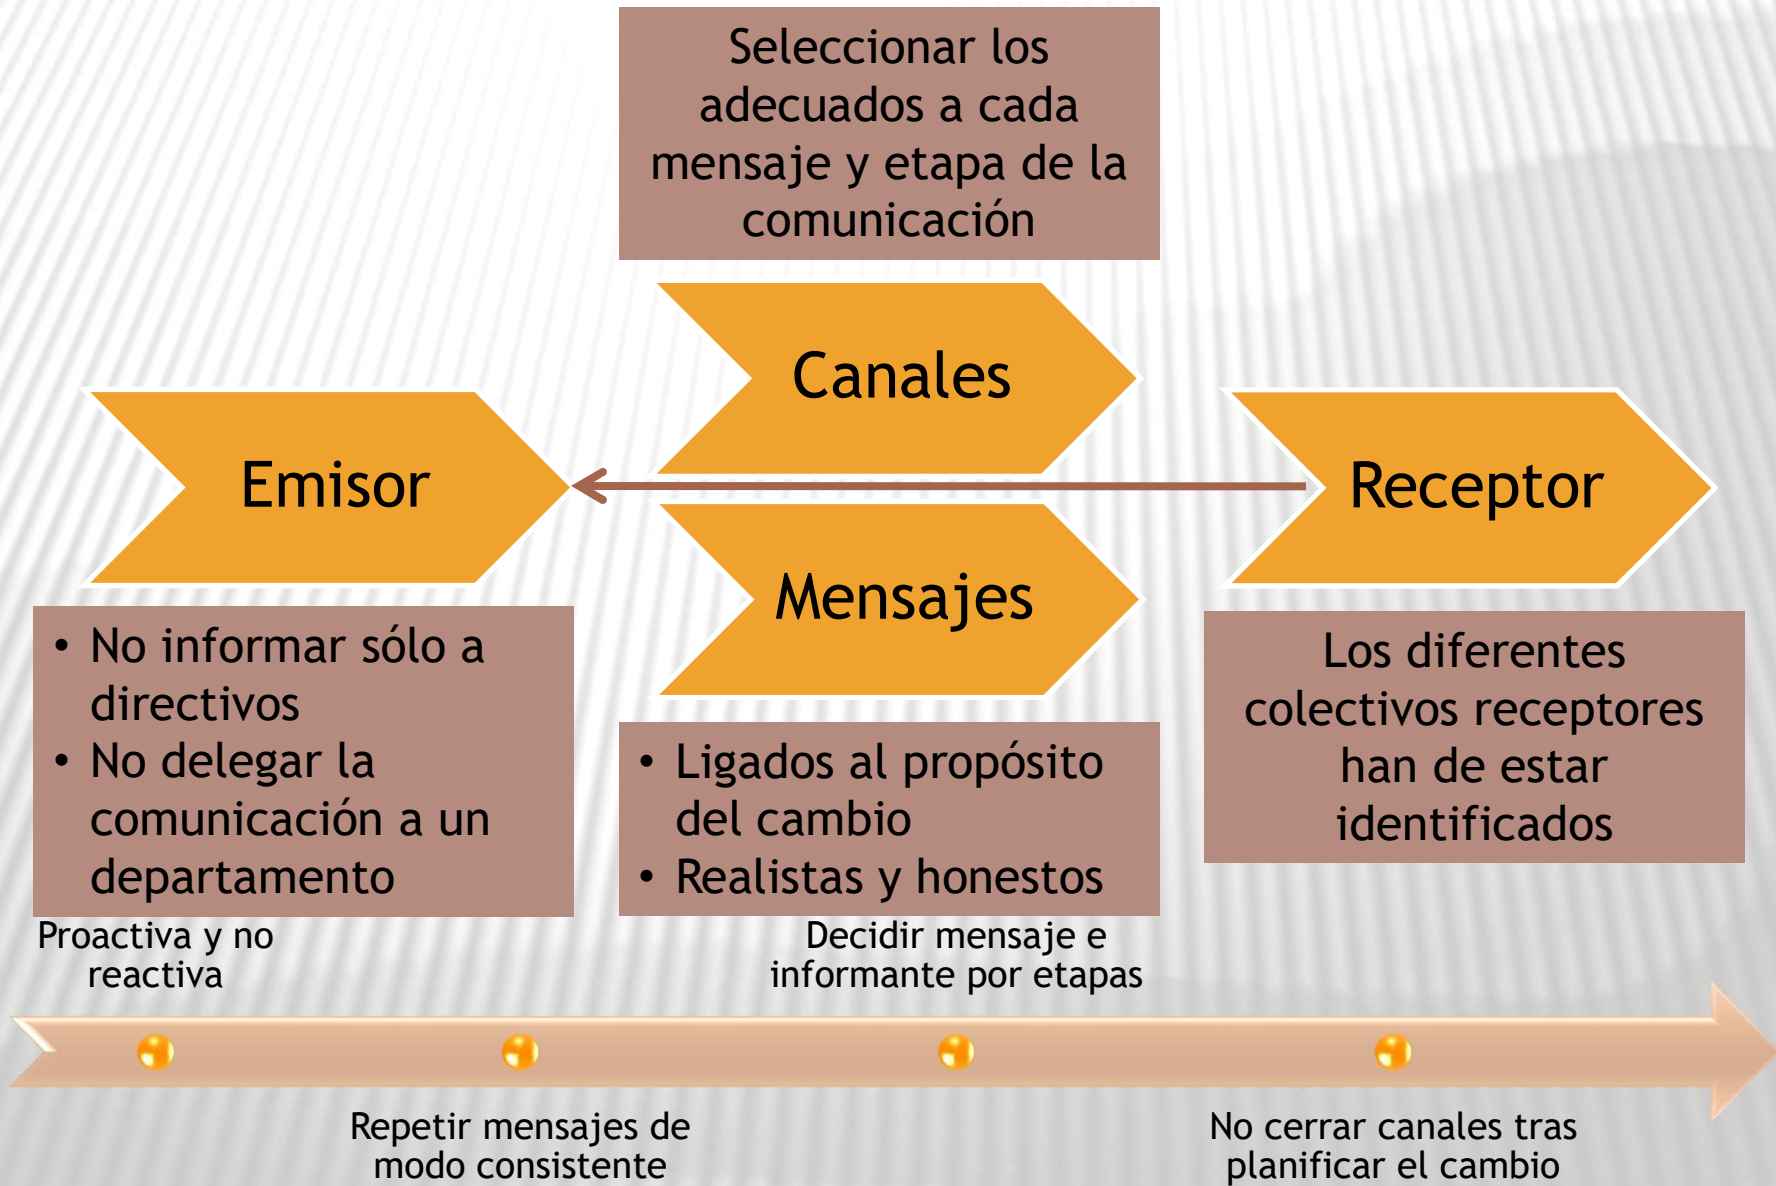 Seleccionar los
adecuados a cada
mensaje y etapa de la
comunicación
Canales
Emisor
Receptor
Mensajes
• No informar sólo a
directivos
• No delegar la
comunicación a un
departamento
• Ligados al propósito
del cambio
• Realistas y honestos
Los diferentes
colectivos receptores
han de estar
identificados
Proactiva y no
reactiva
Decidir mensaje e
informante por etapas
Repetir mensajes de
modo consistente
No cerrar canales tras
planificar el cambio